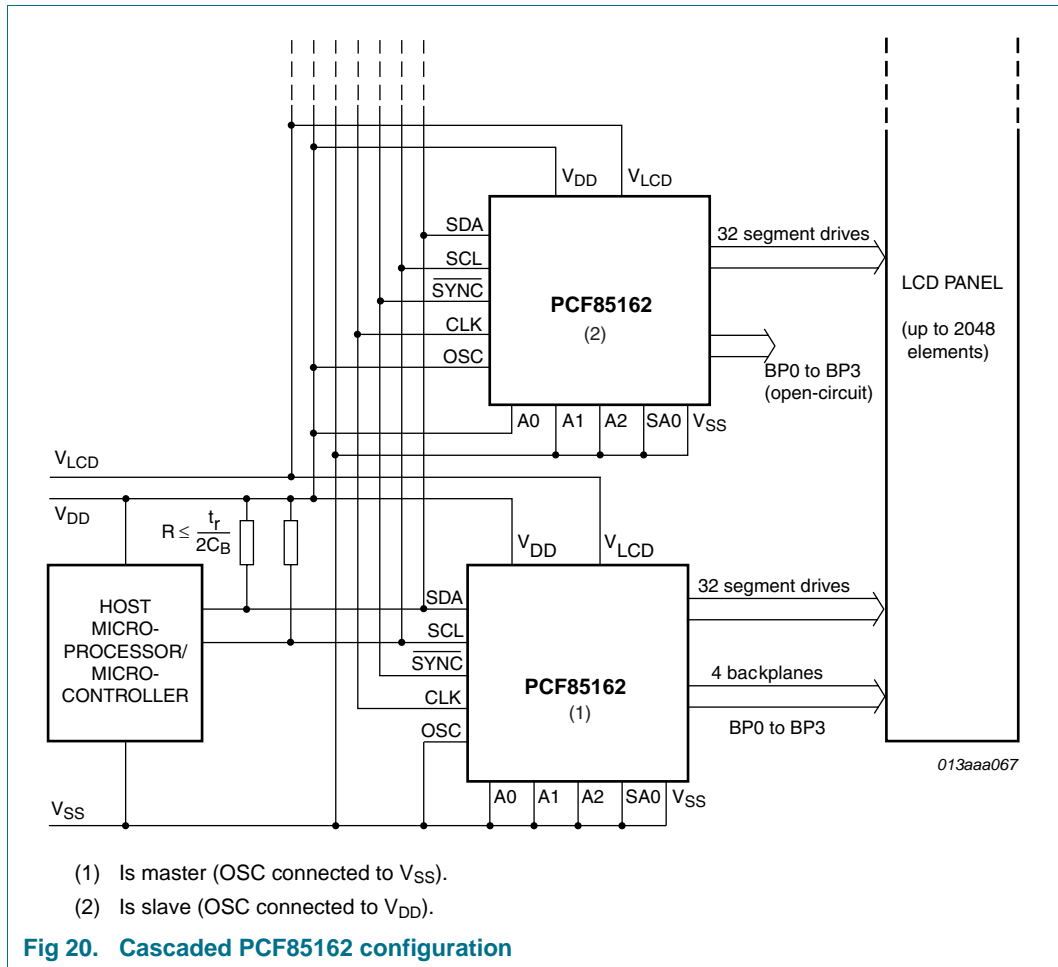 VDD
VLCD
SDA
SCL
SYNC
CLK
OSC
PCF85162
(2)
A0 A1 A2 SA0 VSS
32 segment drives
BP0 to BP3
(open-circuit)
LCD PANEL
(up to 2048
elements)
VLCD
VDD
R ≤ tr/2CB
HOST
MICRO-
PROCESSOR/
MICRO-
CONTROLLER
VSS
VDD
VLCD
SDA
SCL
SYNC
CLK
OSC
PCF85162
(1)
A0 A1 A2 SA0 VSS
32 segment drives
4 backplanes
BP0 to BP3
013aaa067
(1) Is master (OSC connected to VSS).
(2) Is slave (OSC connected to VDD).
Fig 20. Cascaded PCF85162 configuration